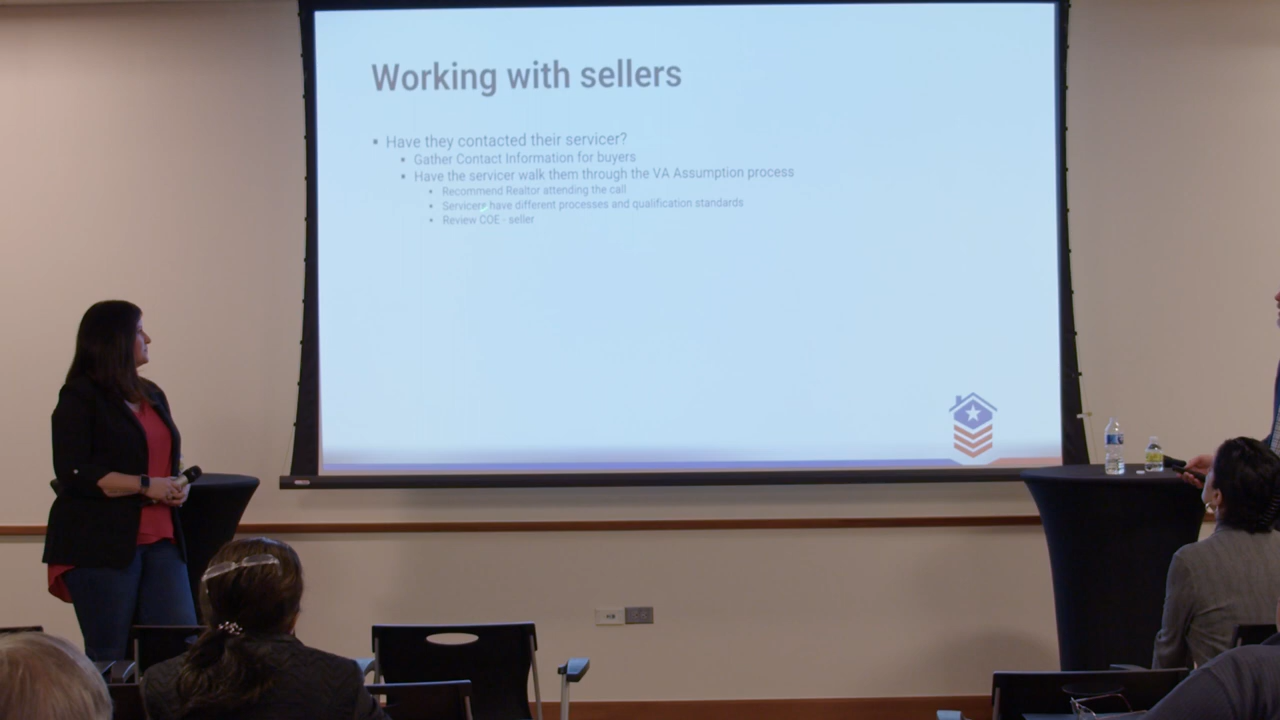 Working with sellers
▪ Have they contacted their servicer?
▪ Gather Contact Information for buyers
▪ Have the servicer walk them through the VA Assumption process
▪ Recommend Realtor attending the call
▪ Servicers have different processes and qualification standards
▪ Review COE - seller